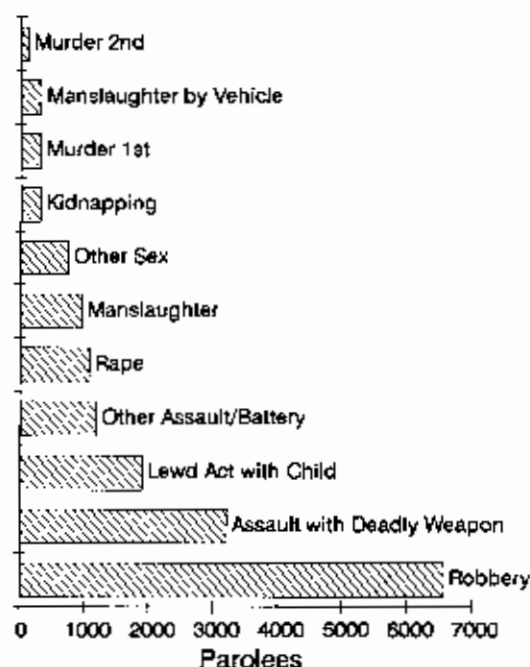 Murder 2nd
Manslaughter by Vehicle
Murder 1st
Kidnapping
Other Sex
Manslaughter
Rape
Other Assault/Battery
Lewd Act with Child
Assault with Deadly Weapon
Robbery
0 1000 2000 3000 4000 5000 6000 7000
Parolees